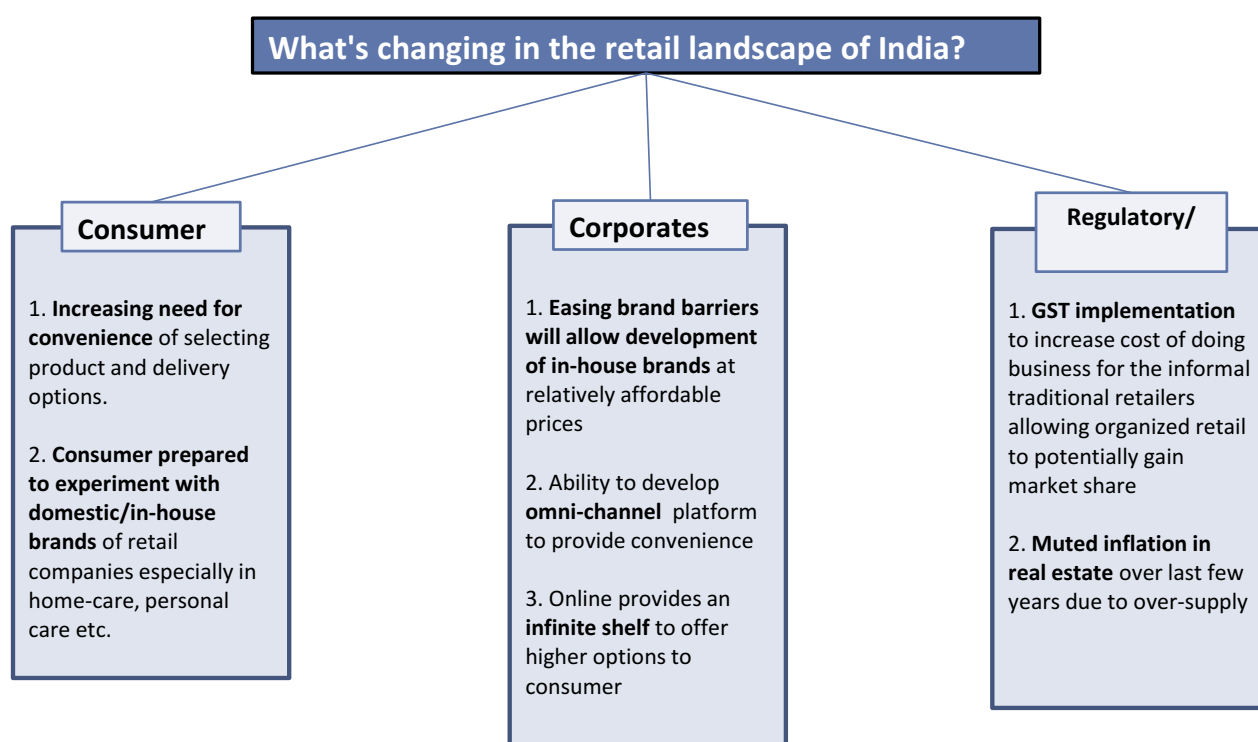 What's changing in the retail landscape of India?
Consumer
1. Increasing need for
convenience of selecting
product and delivery
options.
2. Consumer prepared
to experiment with
domestic/in-house
brands of retail
companies especially in
home-care, personal
care etc.
Corporates
1. Easing brand barriers
will allow development
of in-house brands at
relatively affordable
prices
2. Ability to develop
omni-channel platform
to provide convenience
3. Online provides an
infinite shelf to offer
higher options to
consumer
Regulatory/
1. GST implementation
to increase cost of doing
business for the informal
traditional retailers
allowing organized retail
to potentially gain
market share
2. Muted inflation in
real estate over last few
years due to over-supply